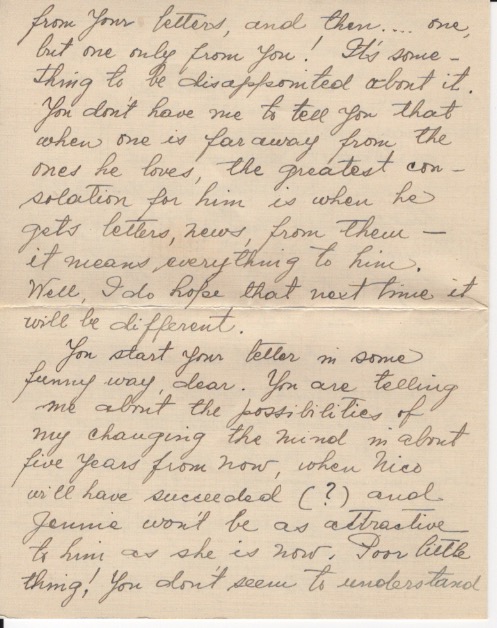 from your letters, and then.... one,
but one only from you! It's some-
thing to be disappointed about it.
You don't have me to tell you that
when one is far away from the
ones he loves, the greatest con-
solation for him is when he
gets letters, news, from them —
it means everything to him.
Well, I do hope that next time it
will be different.
You start your letter in some
funny way, dear. You are telling
me about the possibilities of
my changing the mind in about
five years from now, when Nico
will have succeeded (?) and
Jennie won't be as attractive
to him as she is now. Poor little
thing! You don't seem to understand